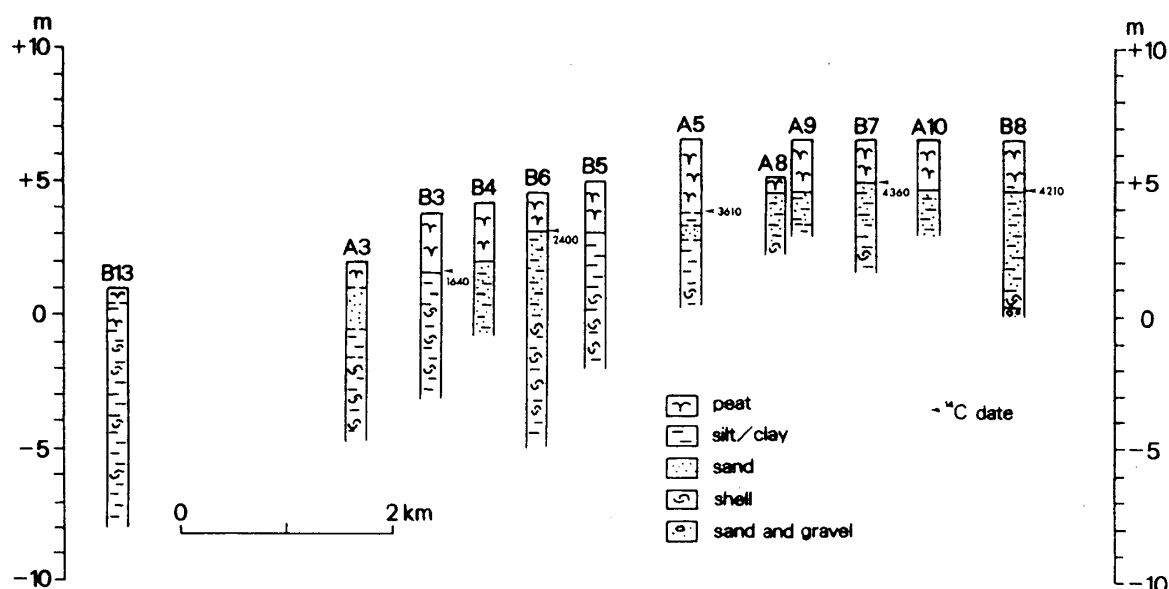 m
+10
+5
0
−5
−10
B13
A3
B3
1640
B4
B6
2400
B5
A5
3610
A8
A9
B7
4360
A10
B8
4210
m
+10
+5
0
−5
−10
0 2 km
peat
silt/clay
sand
shell
sand and gravel
¹⁴C date